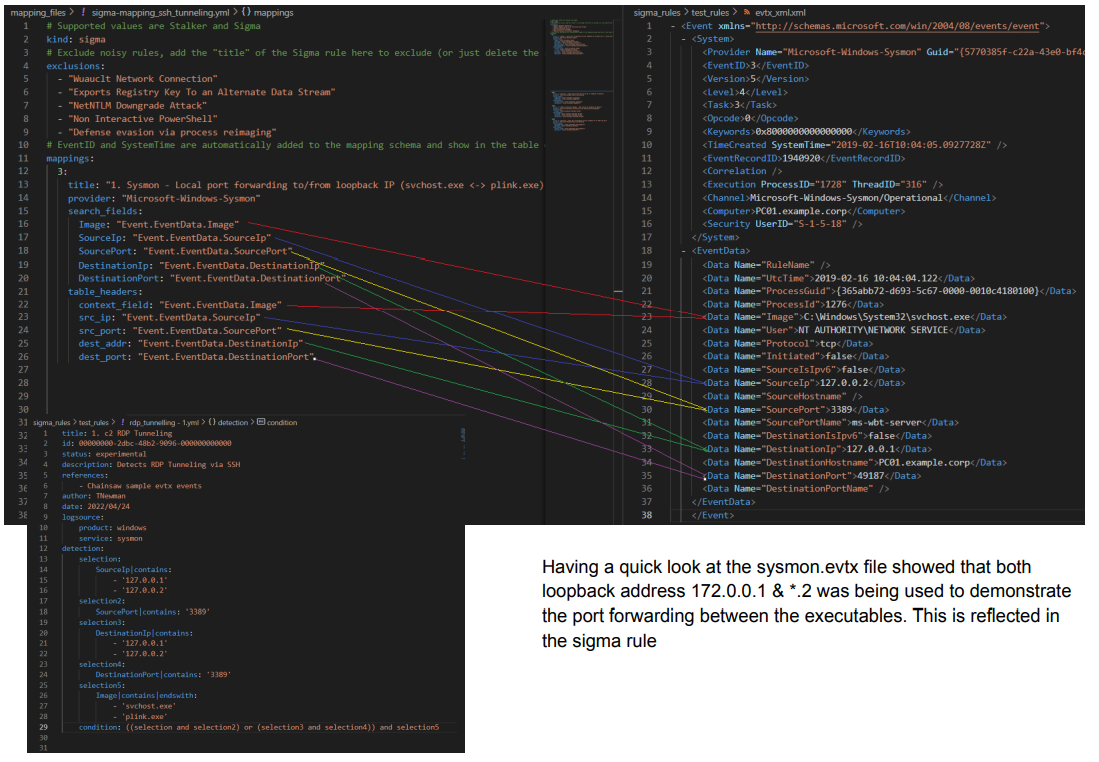 mapping_files > ! sigma-mapping_ssh_tunneling.yml > {} mappings
1 # Supported values are Stalker and Sigma
2 kind: sigma
3 # Exclude noisy rules, add the "title" of the Sigma rule here to exclude (or just delete the
4 exclusions:
5 - "Wuauclt Network Connection"
6 - "Exports Registry Key To an Alternate Data Stream"
7 - "NetNTLM Downgrade Attack"
8 - "Non Interactive PowerShell"
9 - "Defense evasion via process reimaging"
10 # EventID and SystemTime are automatically added to the mapping schema and show in the table
11 mappings:
12 3:
13 title: "1. Sysmon - Local port forwarding to/from loopback IP (svchost.exe <-> plink.exe)
14 provider: "Microsoft-Windows-Sysmon"
15 search_fields:
16 Image: "Event.EventData.Image"
17 SourceIp: "Event.EventData.SourceIp"
18 SourcePort: "Event.EventData.SourcePort"
19 DestinationIp: "Event.EventData.DestinationIp"
20 DestinationPort: "Event.EventData.DestinationPort"
21 table_headers:
22 context_field: "Event.EventData.Image"
23 src_ip: "Event.EventData.SourceIp"
24 src_port: "Event.EventData.SourcePort"
25 dest_addr: "Event.EventData.DestinationIp"
26 dest_port: "Event.EventData.DestinationPort"
27
28
29
30
31
32
33
34
35
36
37
38
sigma_rules > test_rules > ! rdp_tunnelling - 1.yml > {} detection > condition
1 title: 1. c2 RDP Tunneling
2 id: 00000000-2dbc-48b2-9096-000000000000
3 status: experimental
4 description: Detects RDP Tunneling via SSH
5 references:
6 - Chainsaw sample evtx events
7 author: TNewman
8 date: 2022/04/24
9 logsource:
10 product: windows
11 service: sysmon
12 detection:
13 selection:
14 SourceIp|contains:
15 - '127.0.0.1'
16 - '127.0.0.2'
17 selection2:
18 SourcePort|contains: '3389'
19 selection3:
20 DestinationIp|contains:
21 - '127.0.0.1'
22 - '127.0.0.2'
23 selection4:
24 DestinationPort|contains: '3389'
25 selection5:
26 Image|contains|endswith:
27 - 'svchost.exe'
28 - 'plink.exe'
29 condition: ((selection and selection2) or (selection3 and selection4)) and selection5
30
31
sigma_rules > test_rules > evtx_xml.xml
1 - <Event xmlns="http://schemas.microsoft.com/win/2004/08/events/event">
2 - <System>
3 <Provider Name="Microsoft-Windows-Sysmon" Guid="{5770385f-c22a-43e0-bf4c
4 <EventID>3</EventID>
5 <Version>5</Version>
6 <Level>4</Level>
7 <Task>3</Task>
8 <Opcode>0</Opcode>
9 <Keywords>0x8000000000000000</Keywords>
10 <TimeCreated SystemTime="2019-02-16T10:04:05.0927728Z" />
11 <EventRecordID>1940920</EventRecordID>
12 <Correlation />
13 <Execution ProcessID="1728" ThreadID="316" />
14 <Channel>Microsoft-Windows-Sysmon/Operational</Channel>
15 <Computer>PC01.example.corp</Computer>
16 <Security UserID="S-1-5-18" />
17 </System>
18 - <EventData>
19 <Data Name="RuleName" />
20 <Data Name="UtcTime">2019-02-16 10:04:04.122</Data>
21 <Data Name="ProcessGuid">{365abb72-d693-5c67-0000-0010c4180100}</Data>
22 <Data Name="ProcessId">1276</Data>
23 <Data Name="Image">C:\Windows\System32\svchost.exe</Data>
24 <Data Name="User">NT AUTHORITY\NETWORK SERVICE</Data>
25 <Data Name="Protocol">tcp</Data>
26 <Data Name="Initiated">false</Data>
27 <Data Name="SourceIsIpv6">false</Data>
28 <Data Name="SourceIp">127.0.0.2</Data>
29 <Data Name="SourceHostname" />
30 <Data Name="SourcePort">3389</Data>
31 <Data Name="SourcePortName">ms-wbt-server</Data>
32 <Data Name="DestinationIsIpv6">false</Data>
33 <Data Name="DestinationIp">127.0.0.1</Data>
34 <Data Name="DestinationHostname">PC01.example.corp</Data>
35 <Data Name="DestinationPort">49187</Data>
36 <Data Name="DestinationPortName" />
37 </EventData>
38 </Event>
Having a quick look at the sysmon.evtx file showed that both
loopback address 172.0.0.1 & *.2 was being used to demonstrate
the port forwarding between the executables. This is reflected in
the sigma rule